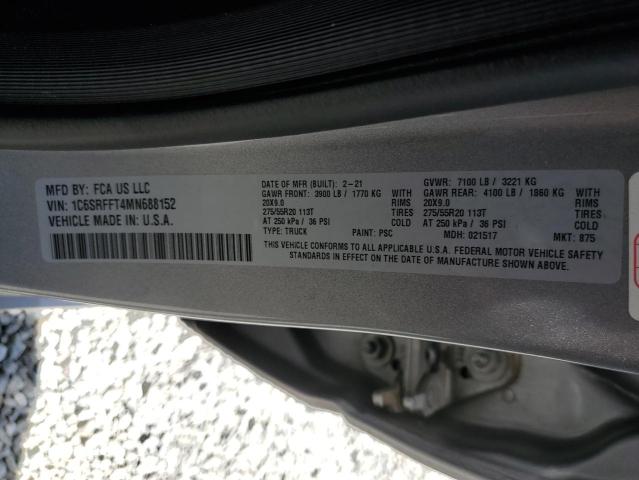 MFD BY: FCA US LLC
VIN: 1C6SRFFT4MN688152
VEHICLE MADE IN U.S.A.
DATE OF MFR (BUILT): 2-21 GVWR: 7100 LB / 3221 KG
GAWR FRONT: 3900 LB / 1770 KG GAWR REAR: 4100 LB / 1860 KG
20X9.0 RIMS 20X9.0 RIMS
275/55R20 113T TIRES 275/55R20 113T TIRES
AT 250 kPa / 36 PSI COLD AT 250 kPa / 36 PSI COLD
TYPE: TRUCK PAINT: PSC MDH: 021517 MKT: 875
THIS VEHICLE CONFORMS TO ALL APPLICABLE U.S.A. FEDERAL MOTOR VEHICLE SAFETY
STANDARDS IN EFFECT ON THE DATE OF MANUFACTURE SHOWN ABOVE.